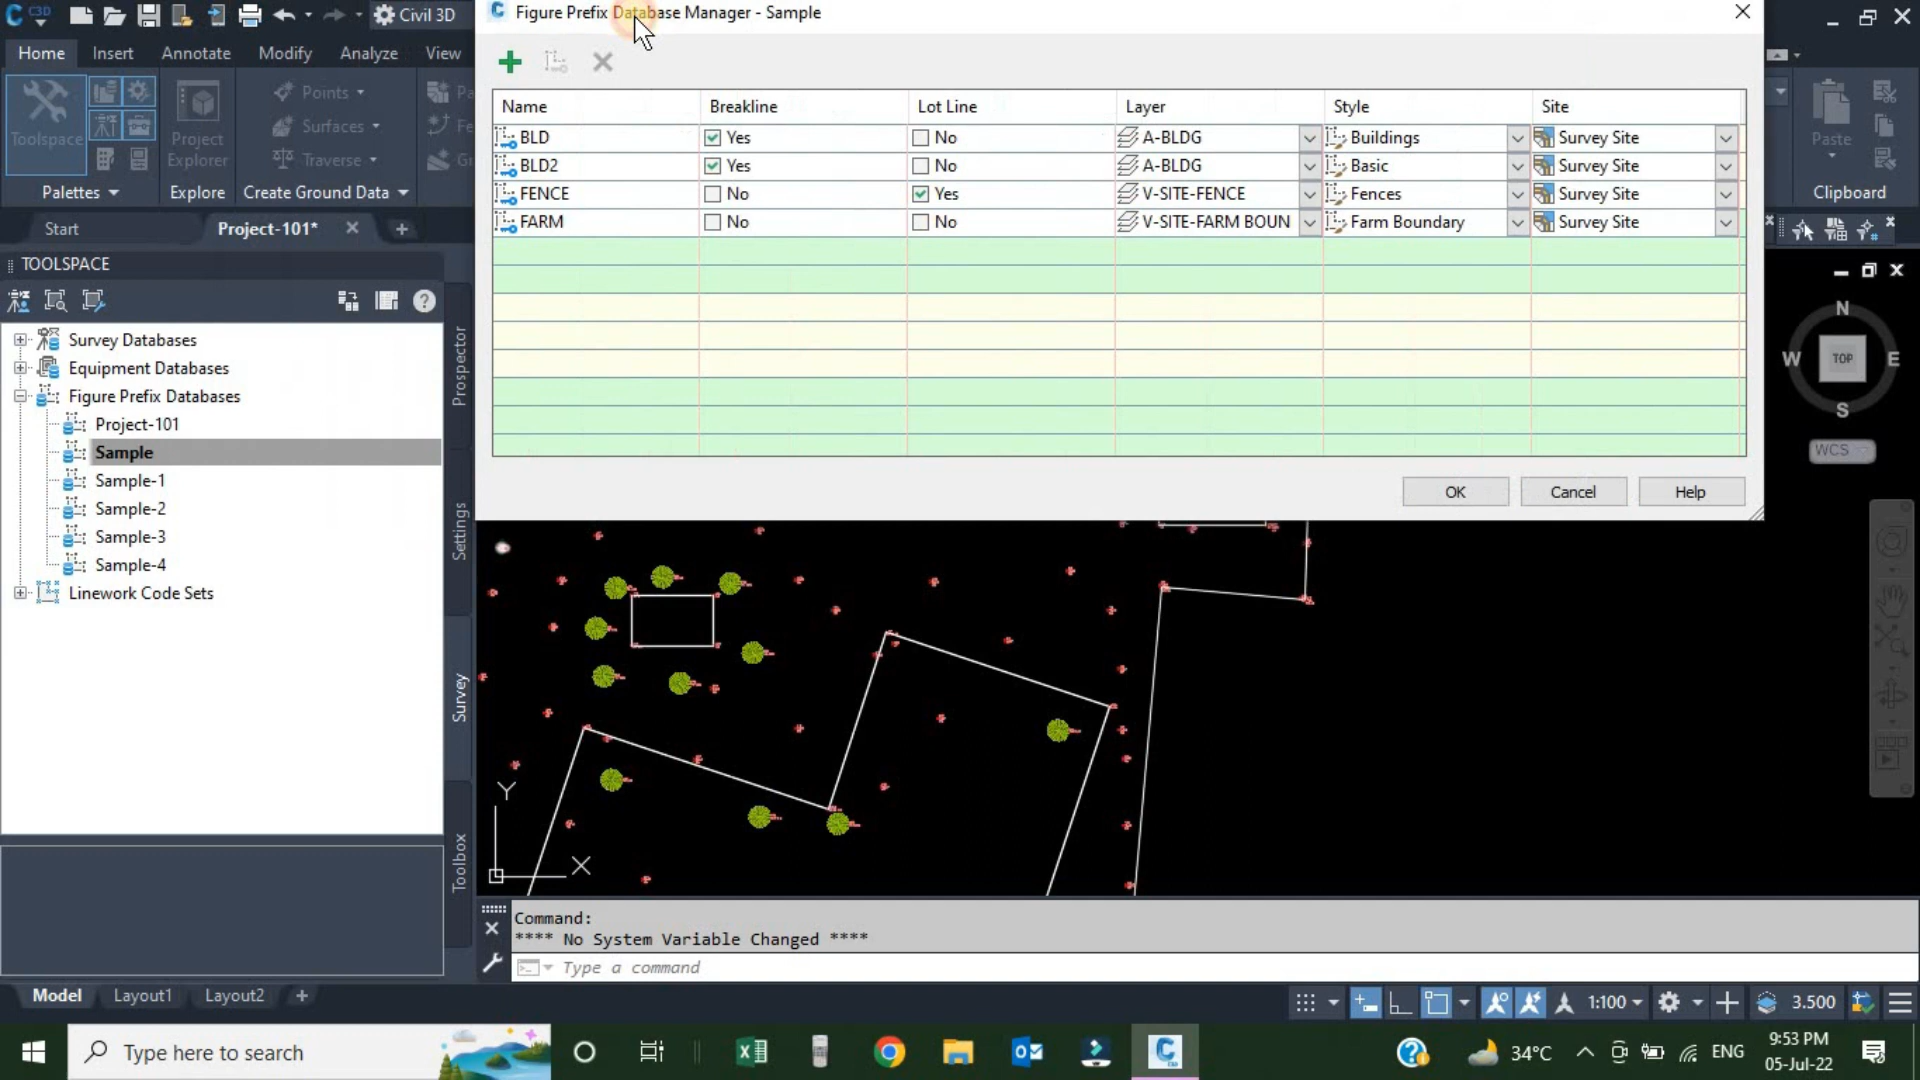 C3D
Civil 3D
Figure Prefix Database Manager - Sample
Home
Insert
Annotate
Modify
Analyze
View
Toolspace
Project
Explorer
Points
Surfaces
Traverse
Pa
Fe
Gr
Paste
Palettes
Explore
Create Ground Data
Clipboard
Name
Breakline
Lot Line
Layer
Style
Site
BLD
Yes
No
A-BLDG
Buildings
Survey Site
BLD2
Yes
No
A-BLDG
Basic
Survey Site
FENCE
No
Yes
V-SITE-FENCE
Fences
Survey Site
FARM
No
No
V-SITE-FARM BOUN
Farm Boundary
Survey Site
OK
Cancel
Help
Start
Project-101*
TOOLSPACE
Survey Databases
Equipment Databases
Figure Prefix Databases
Project-101
Sample
Sample-1
Sample-2
Sample-3
Sample-4
Linework Code Sets
Prospector
Settings
Survey
Toolbox
N
W
TOP
E
S
WCS
Y
X
Command:
**** No System Variable Changed ****
Type a command
Model
Layout1
Layout2
1:100
3.500
Type here to search
34°C
ENG
9:53 PM
05-Jul-22